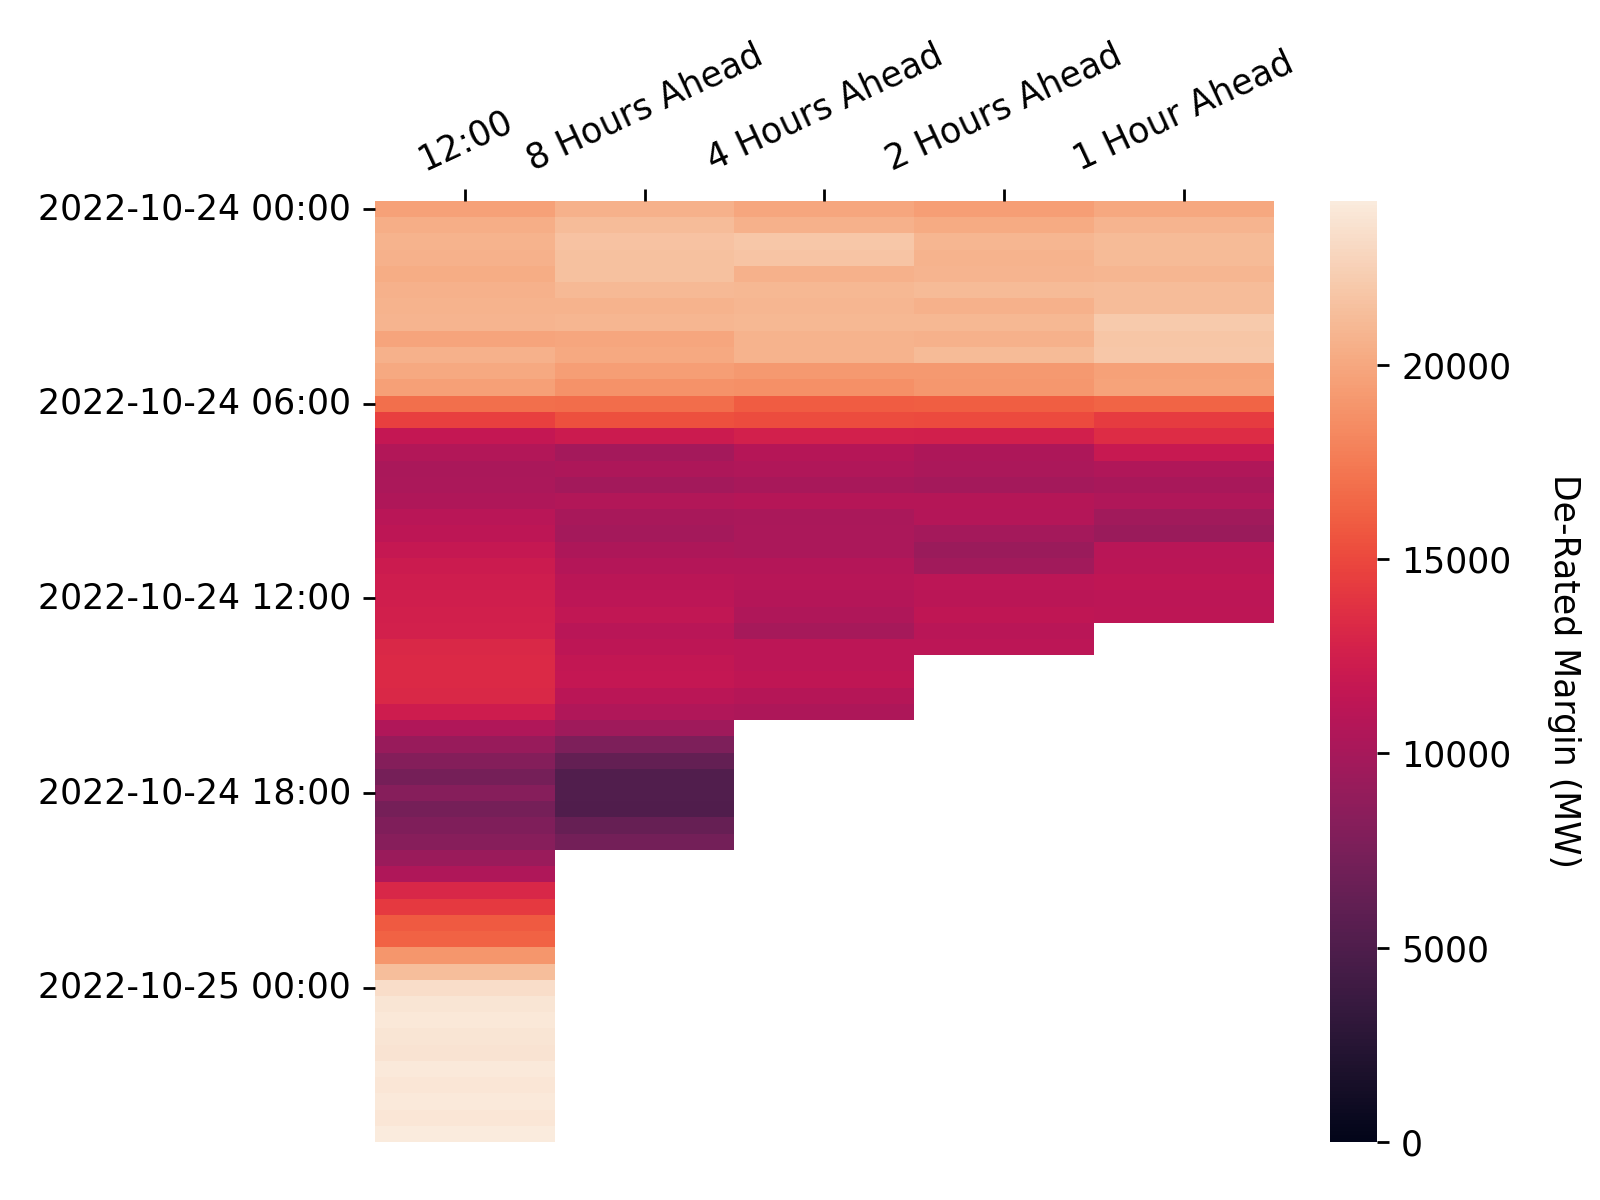 12:00
8 Hours Ahead
4 Hours Ahead
2 Hours Ahead
1 Hour Ahead
2022-10-24 00:00
2022-10-24 06:00
2022-10-24 12:00
2022-10-24 18:00
2022-10-25 00:00
20000
15000
10000
5000
0
De-Rated Margin (MW)